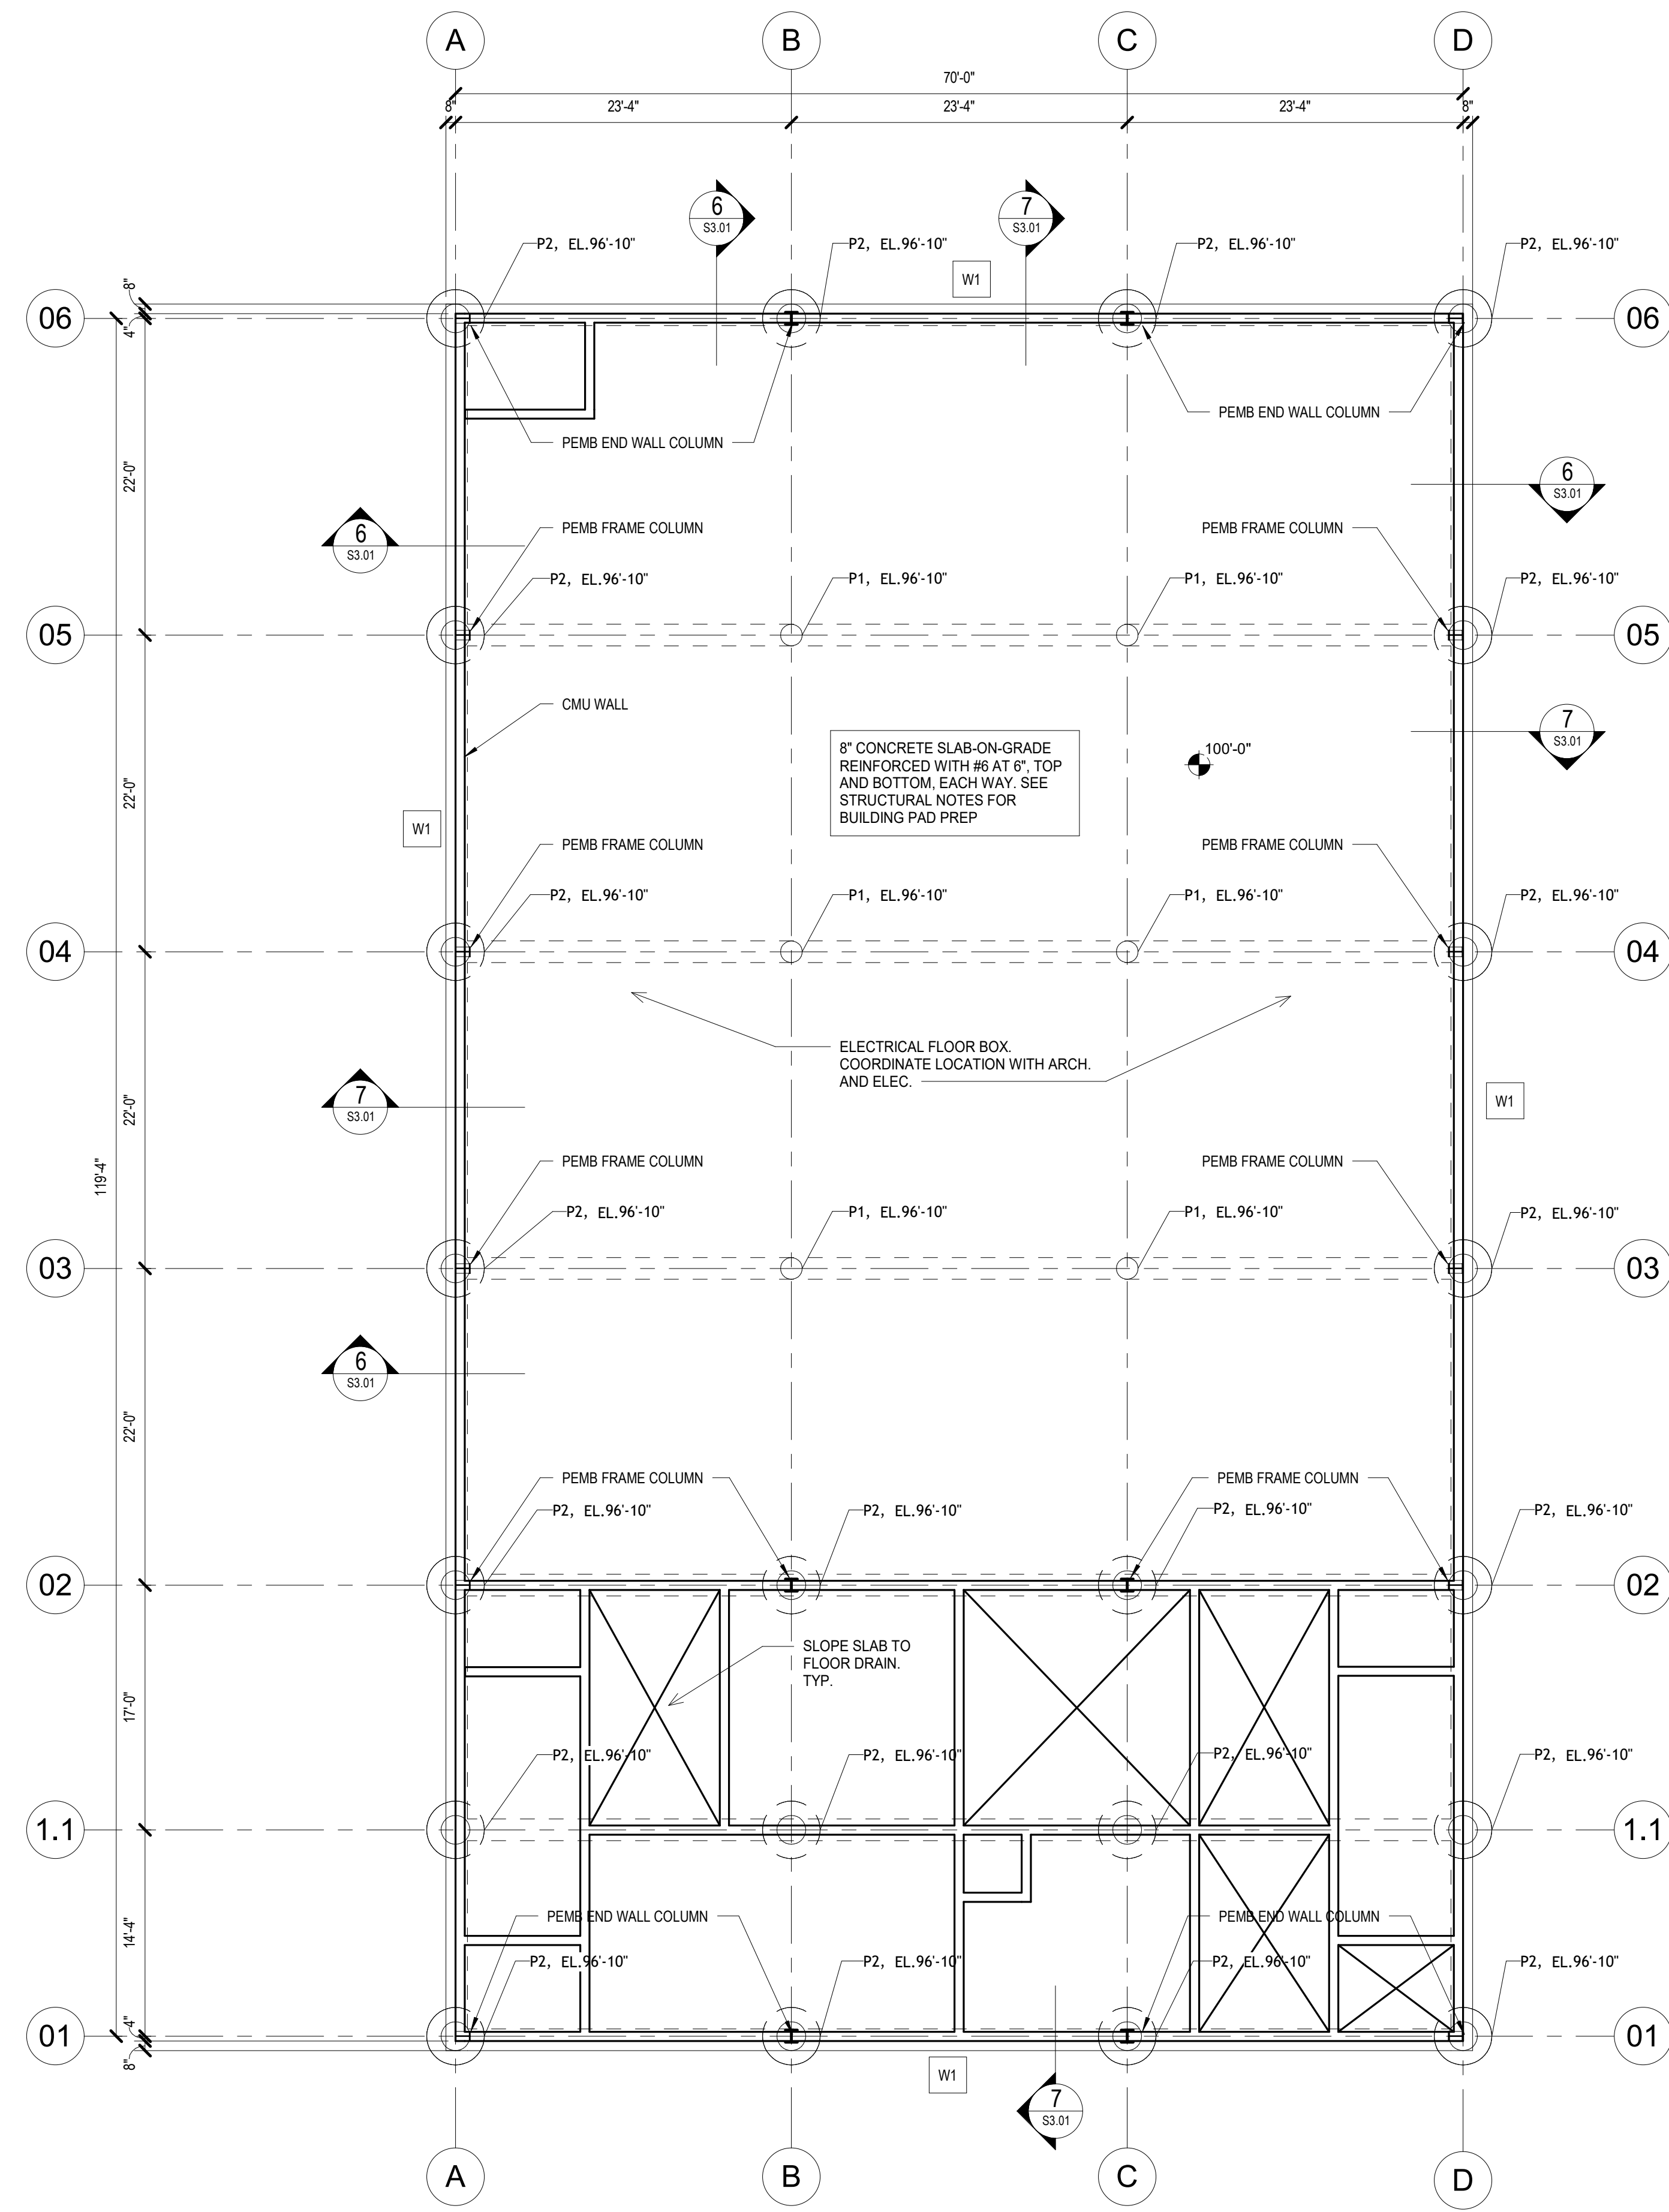 A
B
C
D
70'-0"
8"
23'-4"
23'-4"
23'-4"
8"
6
S3.01
7
S3.01
P2, EL.96'-10"
P2, EL.96'-10"
P2, EL.96'-10"
P2, EL.96'-10"
W1
8"
06
06
4"
PEMB END WALL COLUMN
PEMB END WALL COLUMN
22'-0"
6
S3.01
PEMB FRAME COLUMN
PEMB FRAME COLUMN
6
S3.01
P2, EL.96'-10"
P1, EL.96'-10"
P1, EL.96'-10"
P2, EL.96'-10"
05
05
CMU WALL
7
S3.01
8" CONCRETE SLAB-ON-GRADE
REINFORCED WITH #6 AT 6", TOP
AND BOTTOM, EACH WAY. SEE
STRUCTURAL NOTES FOR
BUILDING PAD PREP
100'-0"
22'-0"
W1
PEMB FRAME COLUMN
PEMB FRAME COLUMN
P2, EL.96'-10"
P1, EL.96'-10"
P1, EL.96'-10"
P2, EL.96'-10"
04
04
ELECTRICAL FLOOR BOX.
COORDINATE LOCATION WITH ARCH.
AND ELEC.
22'-0"
7
S3.01
W1
119'-4"
PEMB FRAME COLUMN
PEMB FRAME COLUMN
P2, EL.96'-10"
P1, EL.96'-10"
P1, EL.96'-10"
P2, EL.96'-10"
03
03
6
S3.01
22'-0"
PEMB FRAME COLUMN
PEMB FRAME COLUMN
P2, EL.96'-10"
P2, EL.96'-10"
P2, EL.96'-10"
P2, EL.96'-10"
02
02
SLOPE SLAB TO
FLOOR DRAIN.
TYP.
17'-0"
P2, EL.96'-10"
P2, EL.96'-10"
P2, EL.96'-10"
P2, EL.96'-10"
1.1
1.1
14'-4"
PEMB END WALL COLUMN
PEMB END WALL COLUMN
P2, EL.96'-10"
P2, EL.96'-10"
P2, EL.96'-10"
P2, EL.96'-10"
4"
01
01
8"
W1
7
S3.01
A
B
C
D